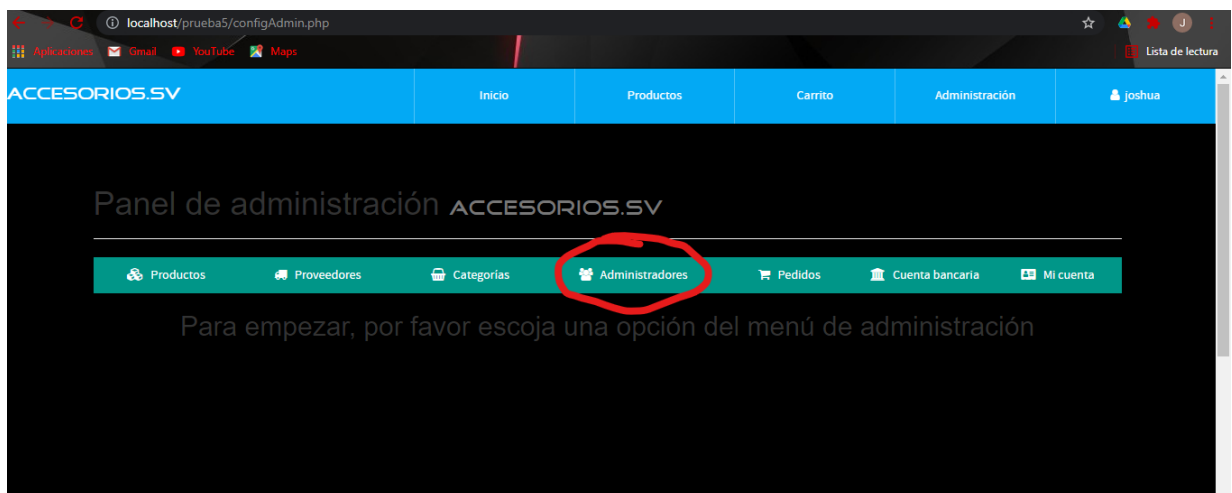 localhost/prueba5/configAdmin.php
J
Aplicaciones Gmail YouTube Maps Lista de lectura
ACCESORIOS.SV Inicio Productos Carrito Administración joshua
Panel de administración ACCESORIOS.SV
Productos Proveedores Categorías Administradores Pedidos Cuenta bancaria Mi cuenta
Para empezar, por favor escoja una opción del menú de administración